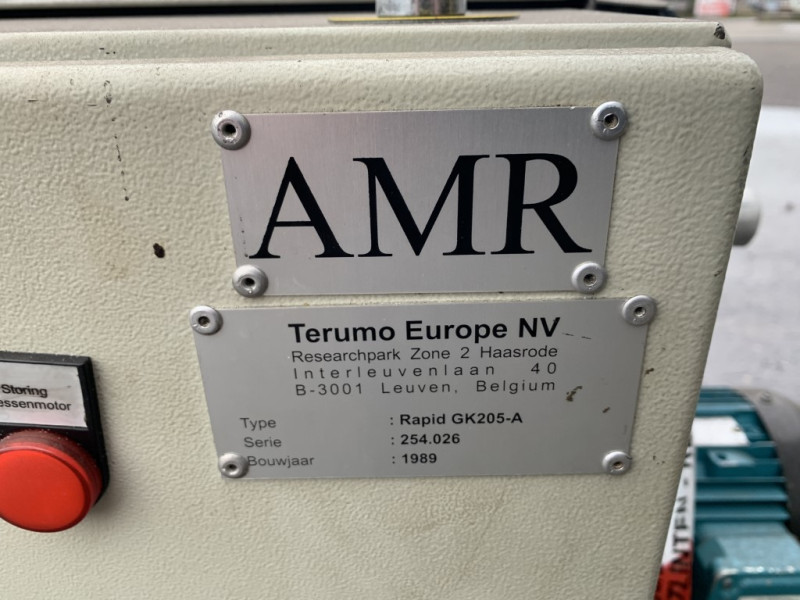 AMR
Terumo Europe NV
Researchpark Zone 2 Haasrode
Interleuvenlaan 40
B-3001 Leuven, Belgium
Type : Rapid GK205-A
Serie : 254.026
Bouwjaar : 1989
Storing